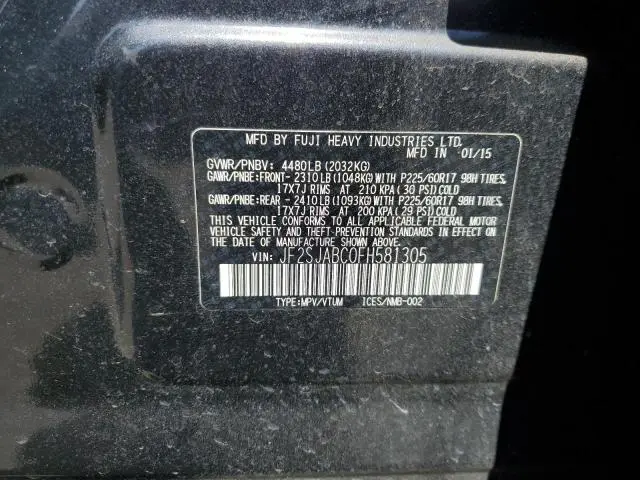 MFD BY FUJI HEAVY INDUSTRIES LTD.
MFD IN 01/15
GVWR/PNBV: 4480LB(2032KG)
GAWR/PNBE:FRONT- 2310LB(1048KG)WITH P225/60R17 98H TIRES,
17X7J RIMS AT 210 KPA(30 PSI)COLD
GAWR/PNBE:REAR - 2410LB(1093KG)WITH P225/60R17 98H TIRES,
17X7J RIMS AT 200 KPA(29 PSI)COLD
THIS VEHICLE CONFORMS TO ALL APPLICABLE FEDERAL MOTOR
VEHICLE SAFETY AND THEFT-PREVENTION STANDARDS IN EFFECT ON
THE DATE OF MANUFACTURE SHOWN ABOVE.
VIN: JF2SJABC0FH581305
TYPE:MPV/VTUM ICES/NMB-002